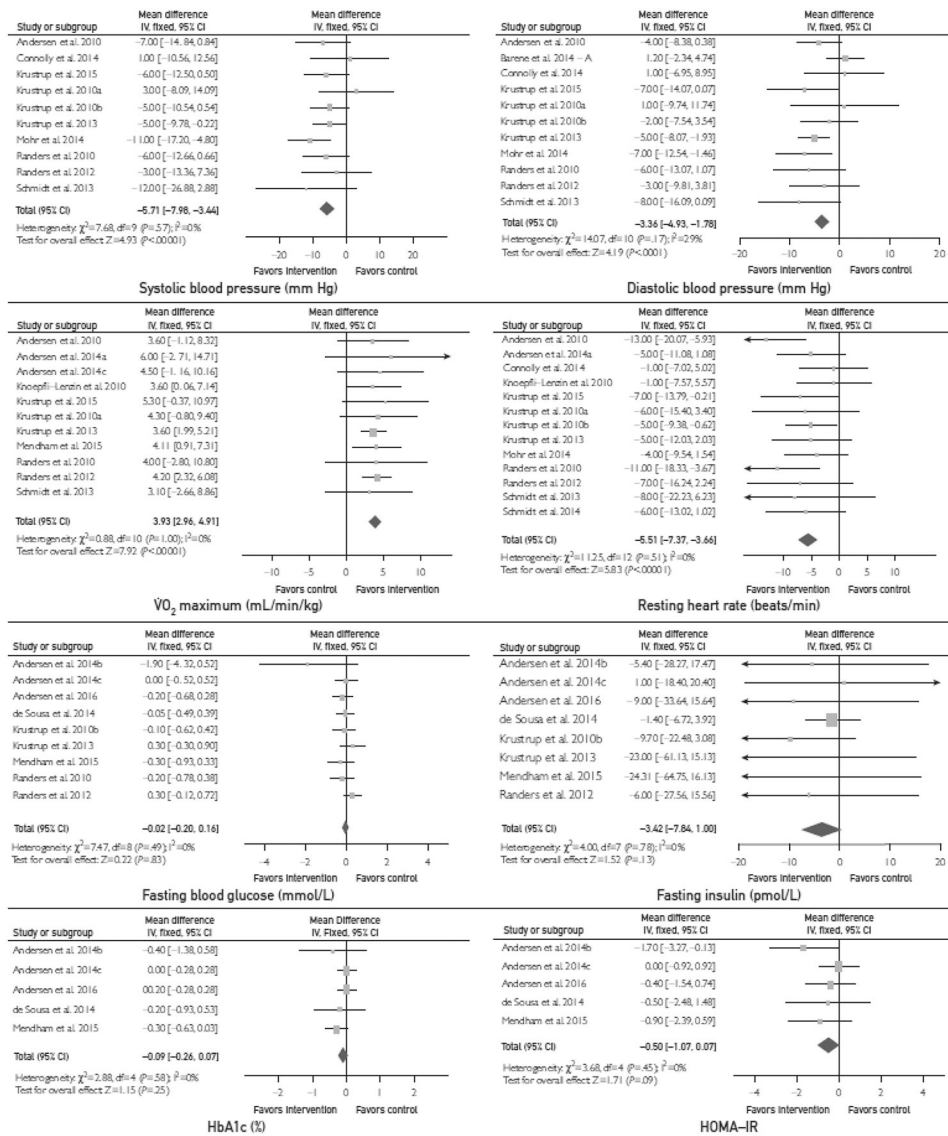 Mean difference
Study or subgroup IV, fixed, 95% CI
Mean difference
IV, fixed, 95% CI
Andersen et al. 2010 −7.00 [−14. 84, 0.84]
Connolly et al. 2014 1.00 [−10.56, 12.56]
Krustrup et al. 2015 −6.00 [−12.50, 0.50]
Krustrup et al. 2010a 3.00 [−8.09, 14.09]
Krustrup et al. 2010b −5.00 [−10.54, 0.54]
Krustrup et al. 2013 −5.00 [−9.78, −0.22]
Mohr et al. 2014 −11.00 [−17.20, −4.80]
Randers et al. 2010 −6.00 [−12.66, 0.66]
Randers et al. 2012 −3.00 [−13.36, 7.36]
Schmidt et al. 2013 −12.00 [−26.88, 2.88]
Total (95% CI) −5.71 [−7.98, −3.44]
Heterogeneity: χ²=7.68, df=9 (P=.57); I²=0%
Test for overall effect: Z=4.93 (P<.00001)
−20 −10 0 10 20
Favors intervention Favors control
Systolic blood pressure (mm Hg)
Mean difference
Study or subgroup IV, fixed, 95% CI
Mean difference
IV, fixed, 95% CI
Andersen et al. 2010 −4.00 [−8.38, 0.38]
Barene et al. 2014 − A 1.20 [−2.34, 4.74]
Connolly et al. 2014 1.00 [−6.95, 8.95]
Krustrup et al. 2015 −7.00 [−14.07, 0.07]
Krustrup et al. 2010a 1.00 [−9.74, 11.74]
Krustrup et al. 2010b −2.00 [−7.54, 3.54]
Krustrup et al. 2013 −5.00 [−8.07, −1.93]
Mohr et al. 2014 −7.00 [−12.54, −1.46]
Randers et al. 2010 −6.00 [−13.07, 1.07]
Randers et al. 2012 −3.00 [−9.81, 3.81]
Schmidt et al. 2013 −8.00 [−16.09, 0.09]
Total (95% CI) −3.36 [−4.93, −1.78]
Heterogeneity: χ²=14.07, df=10 (P=.17); I²=29%
Test for overall effect: Z=4.19 (P<.0001)
−20 −10 0 10 20
Favors intervention Favors control
Diastolic blood pressure (mm Hg)
Mean difference
Study or subgroup IV, fixed, 95% CI
Mean difference
IV, fixed, 95% CI
Andersen et al. 2010 3.60 [−1.12, 8.32]
Andersen et al. 2014a 6.00 [−2. 71, 14.71]
Andersen et al. 2014c 4.50 [−1. 16, 10.16]
Knoepfli−Lenzin et al. 2010 3.60 [0.06, 7.14]
Krustrup et al. 2015 5.30 [−0.37, 10.97]
Krustrup et al. 2010a 4.30 [−0.80, 9.40]
Krustrup et al. 2013 3.60 [1.99, 5.21]
Mendham et al. 2015 4.11 [0.91, 7.31]
Randers et al. 2010 4.00 [−2.80, 10.80]
Randers et al. 2012 4.20 [2.32, 6.08]
Schmidt et al. 2013 3.10 [−2.66, 8.86]
Total (95% CI) 3.93 [2.96, 4.91]
Heterogeneity: χ²=0.88, df=10 (P=1.00); I²=0%
Test for overall effect: Z=7.92 (P<.00001)
−10 −5 0 5 10
Favors control Favors intervention
V̇O₂ maximum (mL/min/kg)
Mean difference
Study or subgroup IV, fixed, 95% CI
Mean difference
IV, fixed, 95% CI
Andersen et al. 2010 −13.00 [−20.07, −5.93]
Andersen et al. 2014a −5.00 [−11.08, 1.08]
Connolly et al. 2014 −1.00 [−7.02, 5.02]
Knoepfli−Lenzin et al. 2010 −1.00 [−7.57, 5.57]
Krustrup et al. 2015 −7.00 [−13.79, −0.21]
Krustrup et al. 2010a −6.00 [−15.40, 3.40]
Krustrup et al. 2010b −5.00 [−9.38, −0.62]
Krustrup et al. 2013 −5.00 [−12.03, 2.03]
Mohr et al. 2014 −4.00 [−9.54, 1.54]
Randers et al. 2010 −11.00 [−18.33, −3.67]
Randers et al. 2012 −7.00 [−16.24, 2.24]
Schmidt et al. 2013 −8.00 [−22.23, 6.23]
Schmidt et al. 2014 −6.00 [−13.02, 1.02]
Total (95% CI) −5.51 [−7.37, −3.66]
Heterogeneity: χ²=11.25, df=12 (P=.51); I²=0%
Test for overall effect: Z=5.83 (P<.00001)
−10 −5 0 5 10
Favors intervention Favors control
Resting heart rate (beats/min)
Mean difference
Study or subgroup IV, fixed, 95% CI
Mean difference
IV, fixed, 95% CI
Andersen et al. 2014b −1.90 [−4. 32, 0.52]
Andersen et al. 2014c 0.00 [−0.52, 0.52]
Andersen et al. 2016 −0.20 [−0.68, 0.28]
de Sousa et al. 2014 −0.05 [−0.49, 0.39]
Krustrup et al. 2010b −0.10 [−0.62, 0.42]
Krustrup et al. 2013 0.30 [−0.30, 0.90]
Mendham et al. 2015 −0.30 [−0.93, 0.33]
Randers et al. 2010 −0.20 [−0.78, 0.38]
Randers et al. 2012 0.30 [−0.12, 0.72]
Total (95% CI) −0.02 [−0.20, 0.16]
Heterogeneity: χ²=7.47, df=8 (P=.49); I²=0%
Test for overall effect: Z=0.22 (P=.83)
−4 −2 0 2 4
Favors intervention Favors control
Fasting blood glucose (mmol/L)
Mean difference
Study or subgroup IV, fixed, 95% CI
Mean difference
IV, fixed, 95% CI
Andersen et al. 2014b −5.40 [−28.27, 17.47]
Andersen et al. 2014c 1.00 [−18.40, 20.40]
Andersen et al. 2016 −9.00 [−33.64, 15.64]
de Sousa et al. 2014 −1.40 [−6.72, 3.92]
Krustrup et al. 2010b −9.70 [−22.48, 3.08]
Krustrup et al. 2013 −23.00 [−61.13, 15.13]
Mendham et al. 2015 −24.31 [−64.75, 16.13]
Randers et al. 2012 −6.00 [−27.56, 15.56]
Total (95% CI) −3.42 [−7.84, 1.00]
Heterogeneity: χ²=4.00, df=7 (P=.78); I²=0%
Test for overall effect: Z=1.52 (P=.13)
−20 −10 0 10 20
Favors intervention Favors control
Fasting insulin (pmol/L)
Mean difference
Study or subgroup IV, fixed, 95% CI
Mean Difference
IV, Fixed, 95% CI
Andersen et al. 2014b −0.40 [−1.38, 0.58]
Andersen et al. 2014c 0.00 [−0.28, 0.28]
Andersen et al. 2016 00.20 [−0.28, 0.28]
de Sousa et al. 2014 −0.20 [−0.93, 0.53]
Mendham et al. 2015 −0.30 [−0.63, 0.03]
Total (95% CI) −0.09 [−0.26, 0.07]
Heterogeneity: χ²=2.88, df=4 (P=.58); I²=0%
Test for overall effect: Z=1.15 (P=.25)
−2 −1 0 1 2
Favors intervention Favors control
HbA1c (%)
Mean difference
Study or subgroup IV, fixed, 95% CI
Mean difference
IV, fixed, 95% CI
Andersen et al. 2014b −1.70 [−3.27, −0.13]
Andersen et al. 2014c 0.00 [−0.92, 0.92]
Andersen et al. 2016 −0.40 [−1.54, 0.74]
de Sousa et al. 2014 −0.50 [−2.48, 1.48]
Mendham et al. 2015 −0.90 [−2.39, 0.59]
Total (95% CI) −0.50 [−1.07, 0.07]
Heterogeneity: χ²=3.68, df=4 (P=.45); I²=0%
Test for overall effect: Z=1.71 (P=.09)
−4 −2 0 2 4
Favors intervention Favors control
HOMA−IR